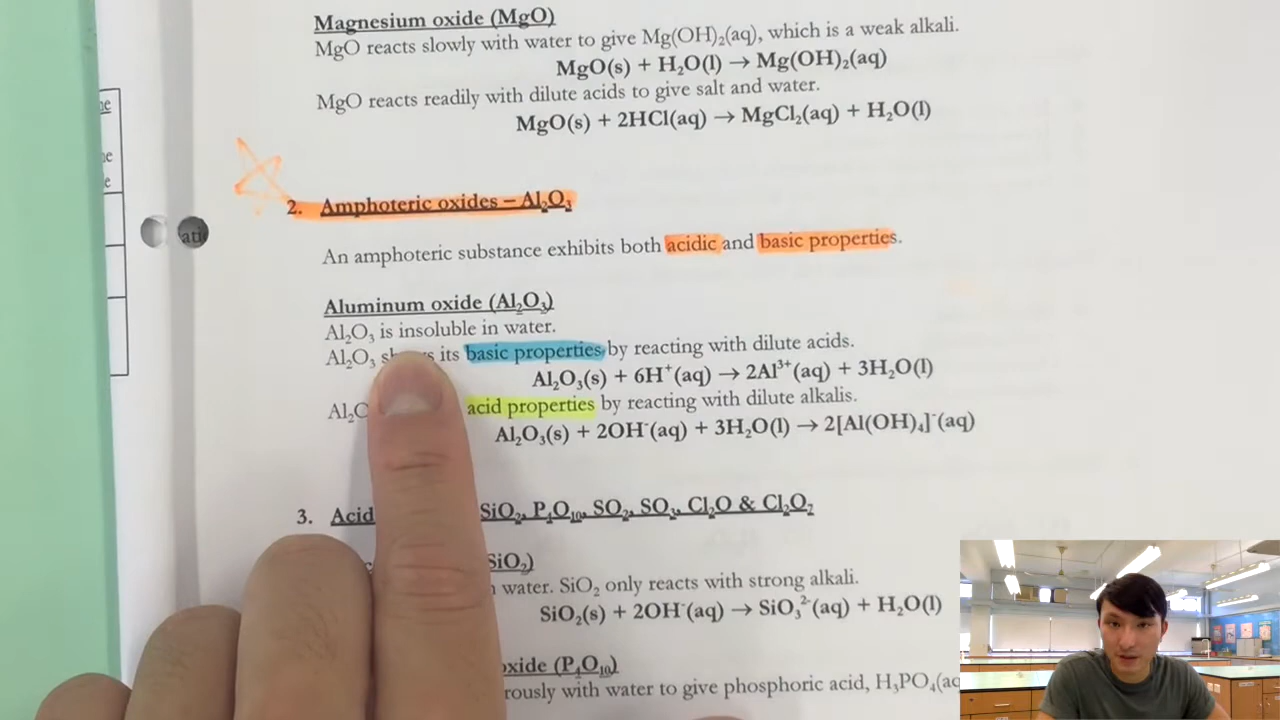 Magnesium oxide (MgO)
MgO reacts slowly with water to give Mg(OH)₂(aq), which is a weak alkali.
MgO(s) + H₂O(l) → Mg(OH)₂(aq)
MgO reacts readily with dilute acids to give salt and water.
MgO(s) + 2HCl(aq) → MgCl₂(aq) + H₂O(l)
2. Amphoteric oxides – Al₂O₃
An amphoteric substance exhibits both acidic and basic properties.
Aluminum oxide (Al₂O₃)
Al₂O₃ is insoluble in water.
Al₂O₃ its basic properties by reacting with dilute acids.
Al₂O₃(s) + 6H⁺(aq) → 2Al³⁺(aq) + 3H₂O(l)
acid properties by reacting with dilute alkalis.
Al₂O₃(s) + 2OH⁻(aq) + 3H₂O(l) → 2[Al(OH)₄]⁻(aq)
3. Acid SiO₂, P₄O₁₀, SO₂, SO₃, Cl₂O & Cl₂O₇
SiO₂)
water. SiO₂ only reacts with strong alkali.
SiO₂(s) + 2OH⁻(aq) → SiO₃²⁻(aq) + H₂O(l)
oxide (P₄O₁₀)
rously with water to give phosphoric acid, H₃PO₄(aq